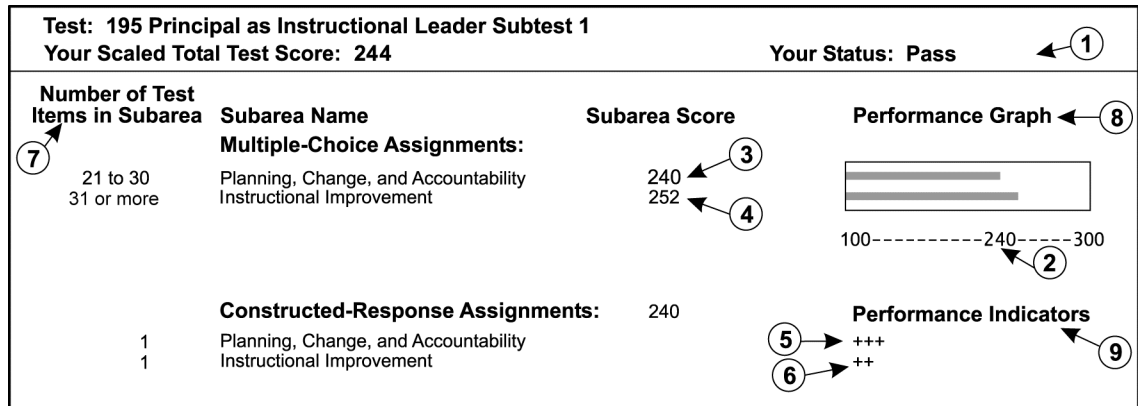 Test: 195 Principal as Instructional Leader Subtest 1
Your Scaled Total Test Score: 244 Your Status: Pass 1
Number of Test
Items in Subarea Subarea Name Subarea Score Performance Graph 8
7 Multiple-Choice Assignments: 3
21 to 30 Planning, Change, and Accountability 240
31 or more Instructional Improvement 252 4
100--------------240------300
2
Constructed-Response Assignments: 240 Performance Indicators
1 Planning, Change, and Accountability 5 +++ 9
1 Instructional Improvement 6 ++